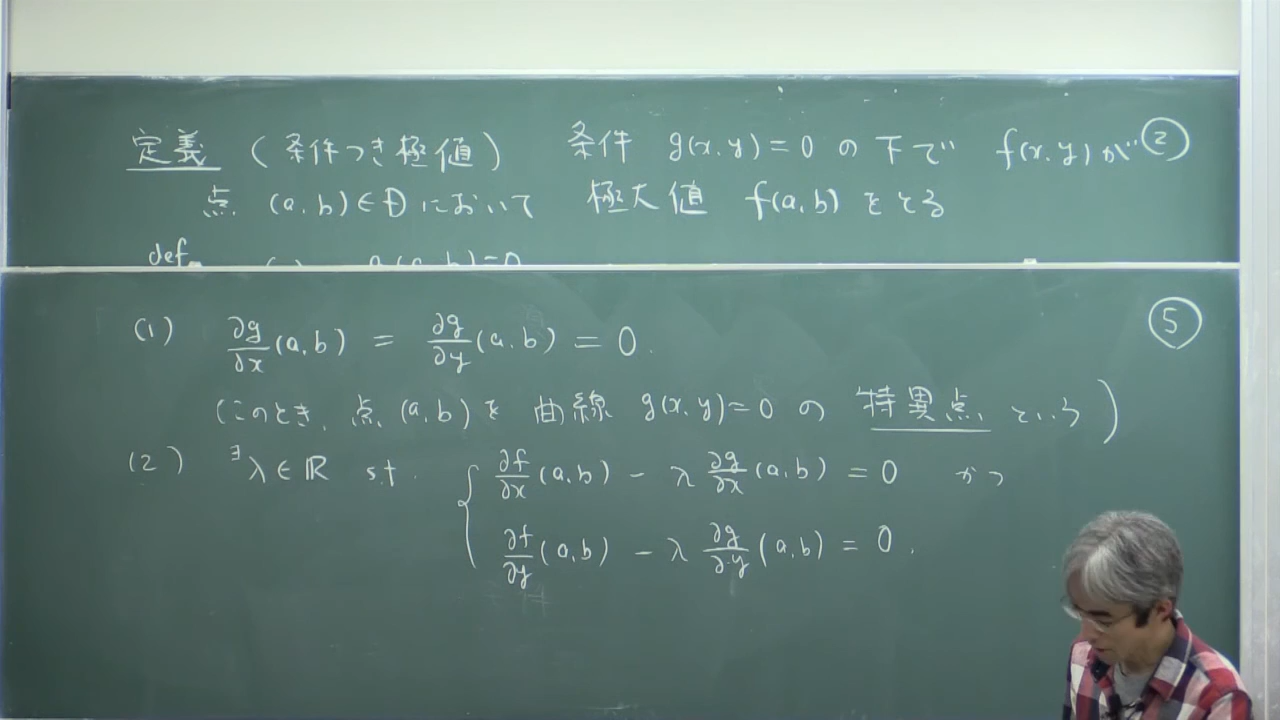 定義 (条件つき極値) 条件 g(x,y)=0 の下で f(x,y)が ②
点 (a,b)∈D において 極大値 f(a,b) をとる
def
(1) ∂g/∂x(a,b) = ∂g/∂y(a,b) = 0. ⑤
(このとき, 点 (a,b) を 曲線 g(x,y)=0 の 特異点 という)
(2) ∃λ∈ℝ s.t. { ∂f/∂x(a,b) − λ ∂g/∂x(a,b) = 0 かつ
∂f/∂y(a,b) − λ ∂g/∂y(a,b) = 0.